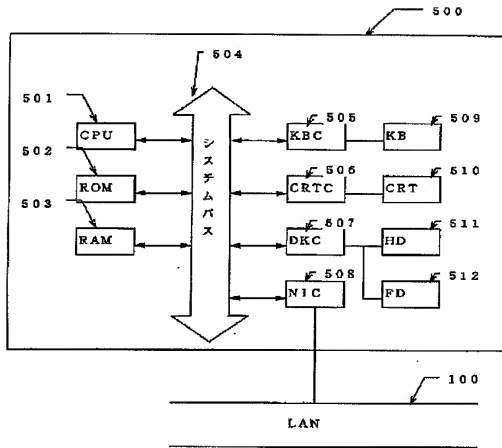 500
504
501
505
509
CPU
KBC
KB
502
506
510
ROM
CRTC
CRT
503
507
511
RAM
DKC
HD
508
512
NIC
FD
システムバス
100
LAN